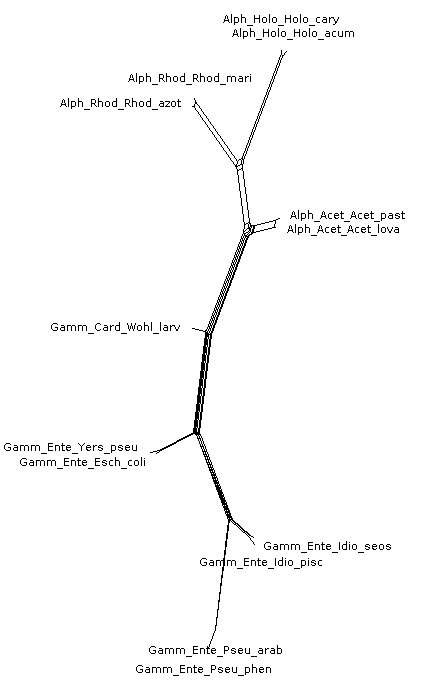 Alph_Holo_Holo_cary
Alph_Holo_Holo_acum
Alph_Rhod_Rhod_mari
Alph_Rhod_Rhod_azot
Alph_Acet_Acet_past
Alph_Acet_Acet_lova
Gamm_Card_Wohl_larv
Gamm_Ente_Yers_pseu
Gamm_Ente_Esch_coli
Gamm_Ente_Idio_seos
Gamm_Ente_Idio_pisc
Gamm_Ente_Pseu_arab
Gamm_Ente_Pseu_phen